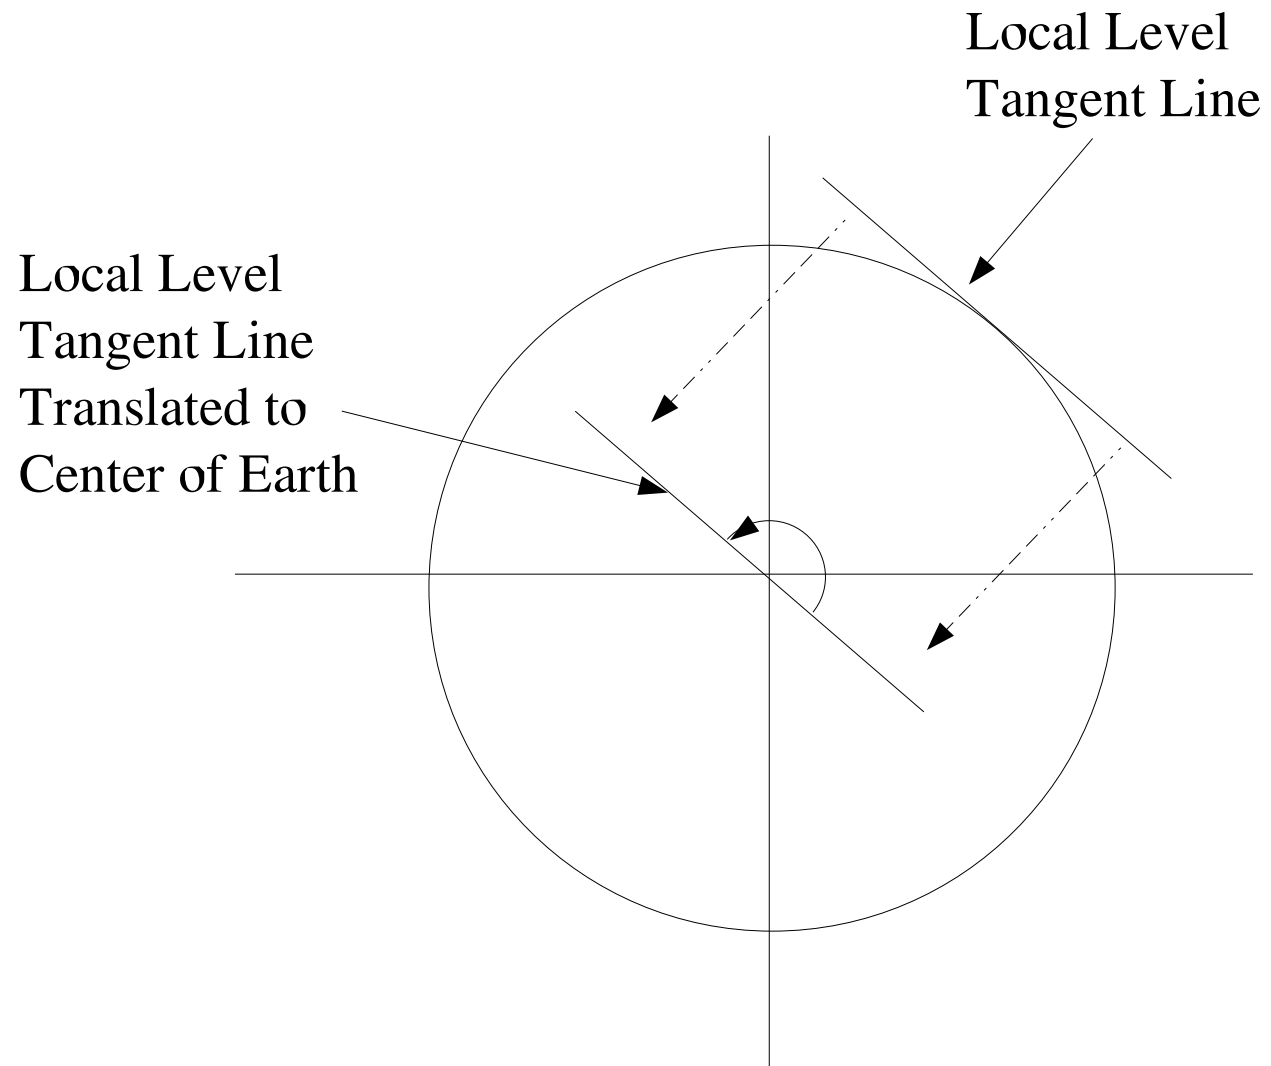 Local Level
Tangent Line
Local Level
Tangent Line
Translated to
Center of Earth